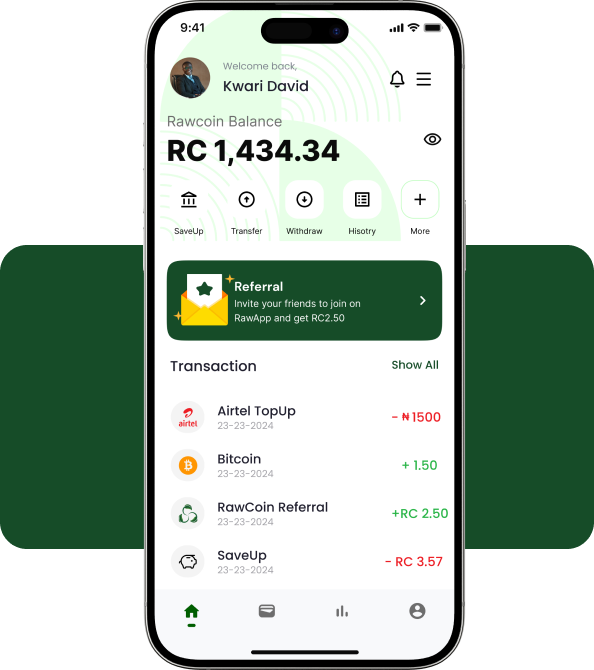 9:41
Welcome back,
Kwari David
Rawcoin Balance
RC 1,434.34
SaveUp Transfer Withdraw Hisotry More
Referral
Invite your friends to join on
RawApp and get RC2.50
Transaction Show All
Airtel TopUp - ₦ 1500
airtel
23-23-2024
Bitcoin + 1.50
23-23-2024
RawCoin Referral +RC 2.50
23-23-2024
SaveUp - RC 3.57
23-23-2024